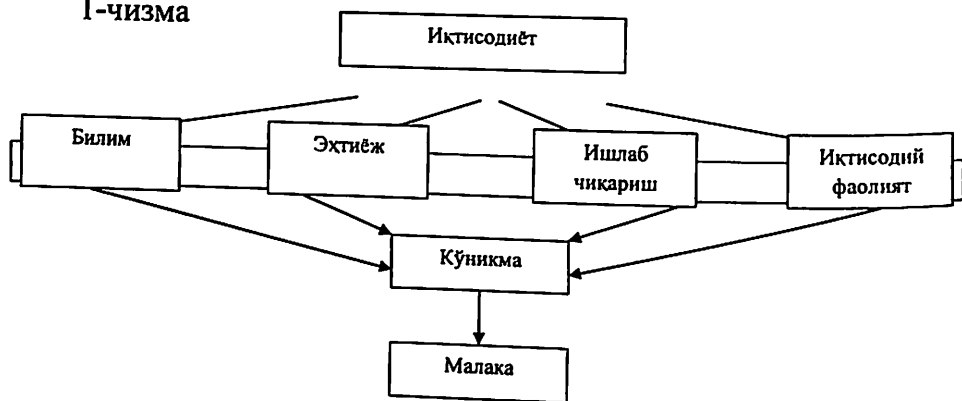 1-чизма
Иқтисодиёт
Билим
Эҳтиёж
Ишлаб
чиқариш
Иқтисодий
фаолият
Кўникма
Малака